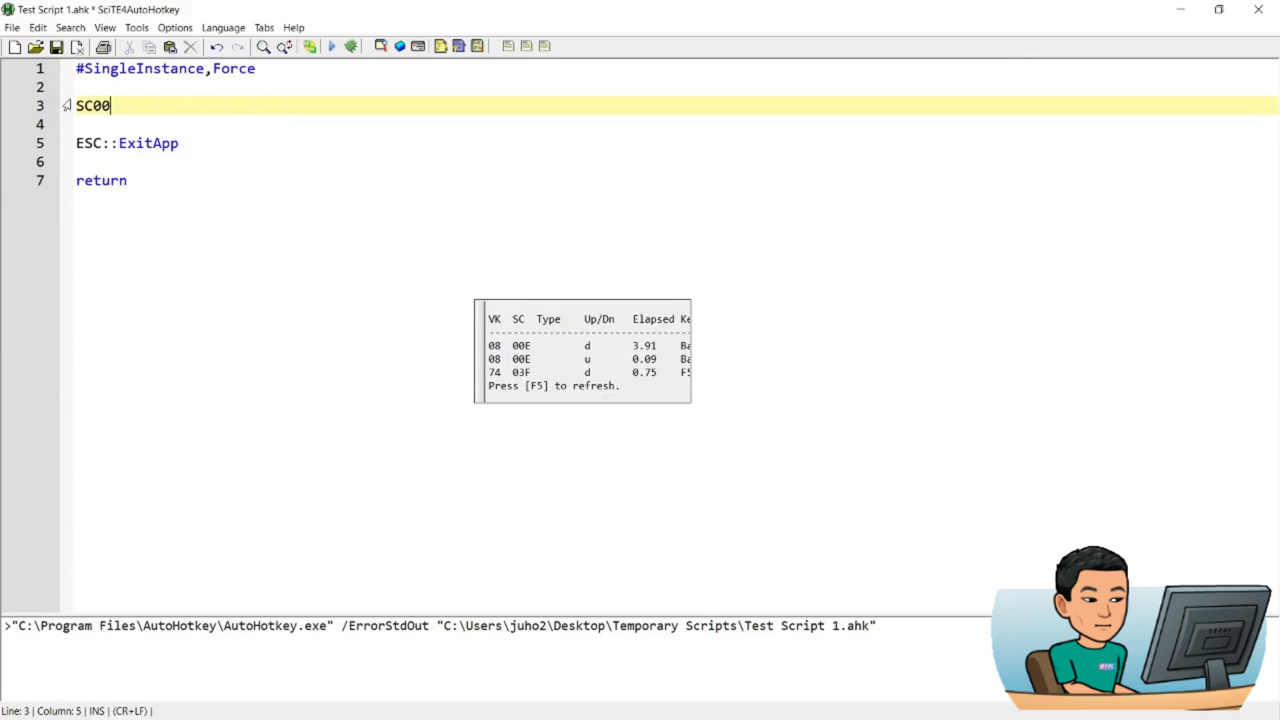 Test Script 1.ahk * SciTE4AutoHotkey
File Edit Search View Tools Options Language Tabs Help
1 #SingleInstance,Force
2
3 SC00
4
5 ESC::ExitApp
6
7 return
VK SC Type Up/Dn Elapsed Ke
08 00E d 3.91 Ba
08 00E u 0.09 Ba
74 03F d 0.75 F5
Press [F5] to refresh.
>"C:\Program Files\AutoHotkey\AutoHotkey.exe" /ErrorStdOut "C:\Users\juho2\Desktop\Temporary Scripts\Test Script 1.ahk"
Line: 3 | Column: 5 | INS | (CR+LF) |